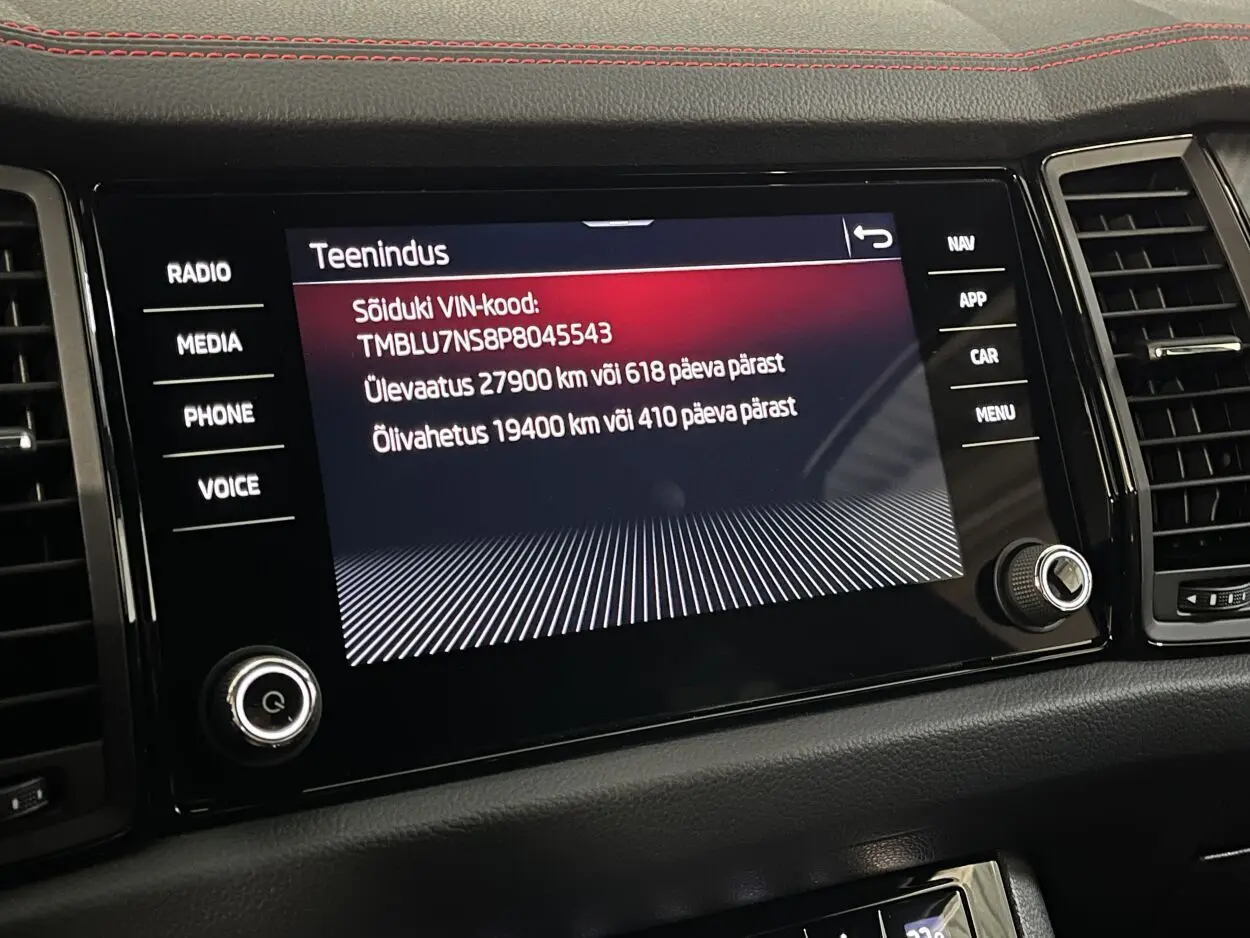 Teenindus
Sõiduki VIN-kood:
TMBLU7NS8P8045543
Ülevaatus 27900 km või 618 päeva pärast
Õlivahetus 19400 km või 410 päeva pärast
RADIO
MEDIA
PHONE
VOICE
NAV
APP
CAR
MENU